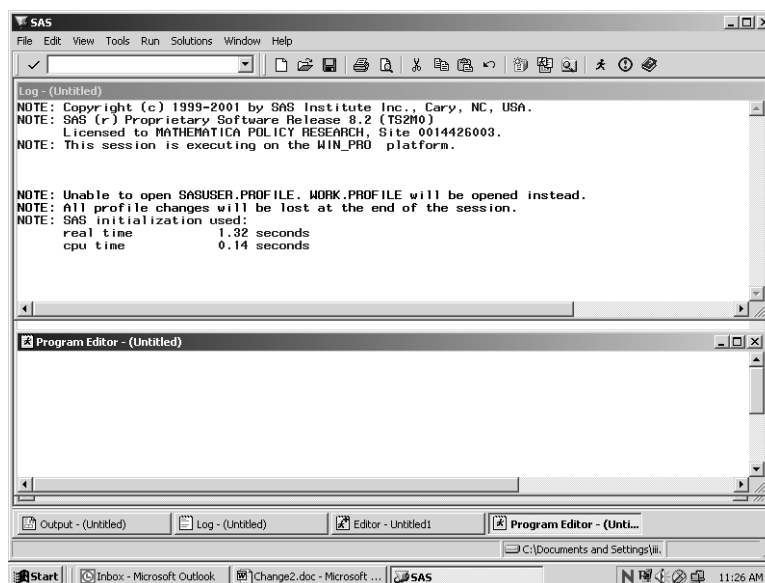 SAS
File Edit View Tools Run Solutions Window Help
Log - (Untitled)
NOTE: Copyright (c) 1999-2001 by SAS Institute Inc., Cary, NC, USA.
NOTE: SAS (r) Proprietary Software Release 8.2 (TS2M0)
Licensed to MATHEMATICA POLICY RESEARCH, Site 0014426003.
NOTE: This session is executing on the WIN_PRO platform.
NOTE: Unable to open SASUSER.PROFILE. WORK.PROFILE will be opened instead.
NOTE: All profile changes will be lost at the end of the session.
NOTE: SAS initialization used:
real time 1.32 seconds
cpu time 0.14 seconds
Program Editor - (Untitled)
Output - (Untitled) Log - (Untitled) Editor - Untitled1 Program Editor - (Unti...
C:\Documents and Settings\iii.
Start Inbox - Microsoft Outlook Change2.doc - Microsoft ... SAS N 11:26 AM